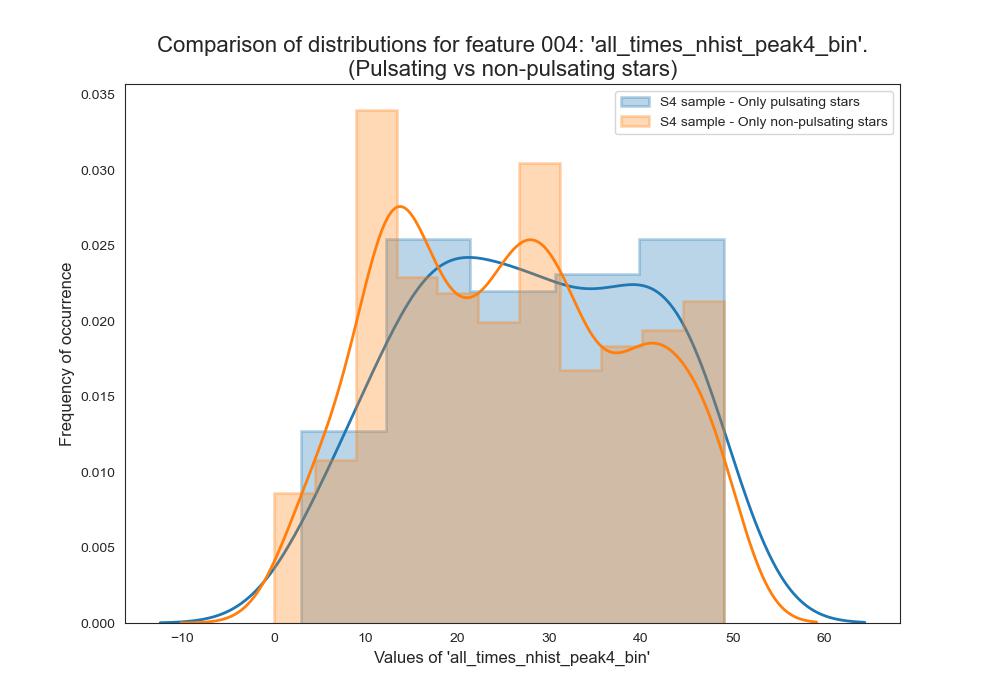 Comparison of distributions for feature 004: 'all_times_nhist_peak4_bin'.
(Pulsating vs non-pulsating stars)
S4 sample - Only pulsating stars
S4 sample - Only non-pulsating stars
Frequency of occurrence
0.035
0.030
0.025
0.020
0.015
0.010
0.005
0.000
−10 0 10 20 30 40 50 60
Values of 'all_times_nhist_peak4_bin'